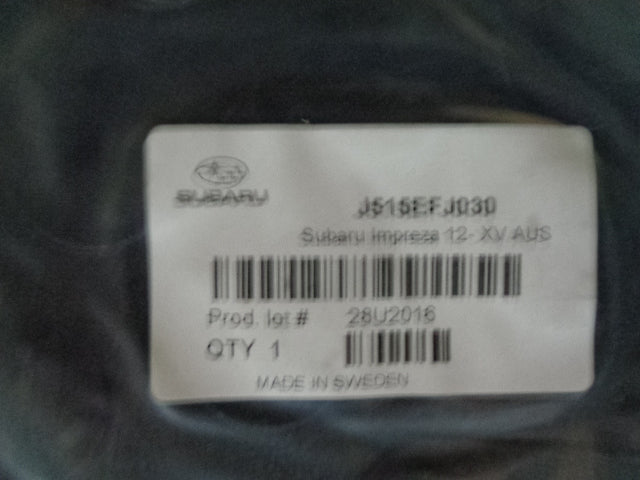 SUBARU
J515EFJ030
Subaru Impreza 12- XV AUS
Prod. lot # 28U2016
QTY 1
MADE IN SWEDEN